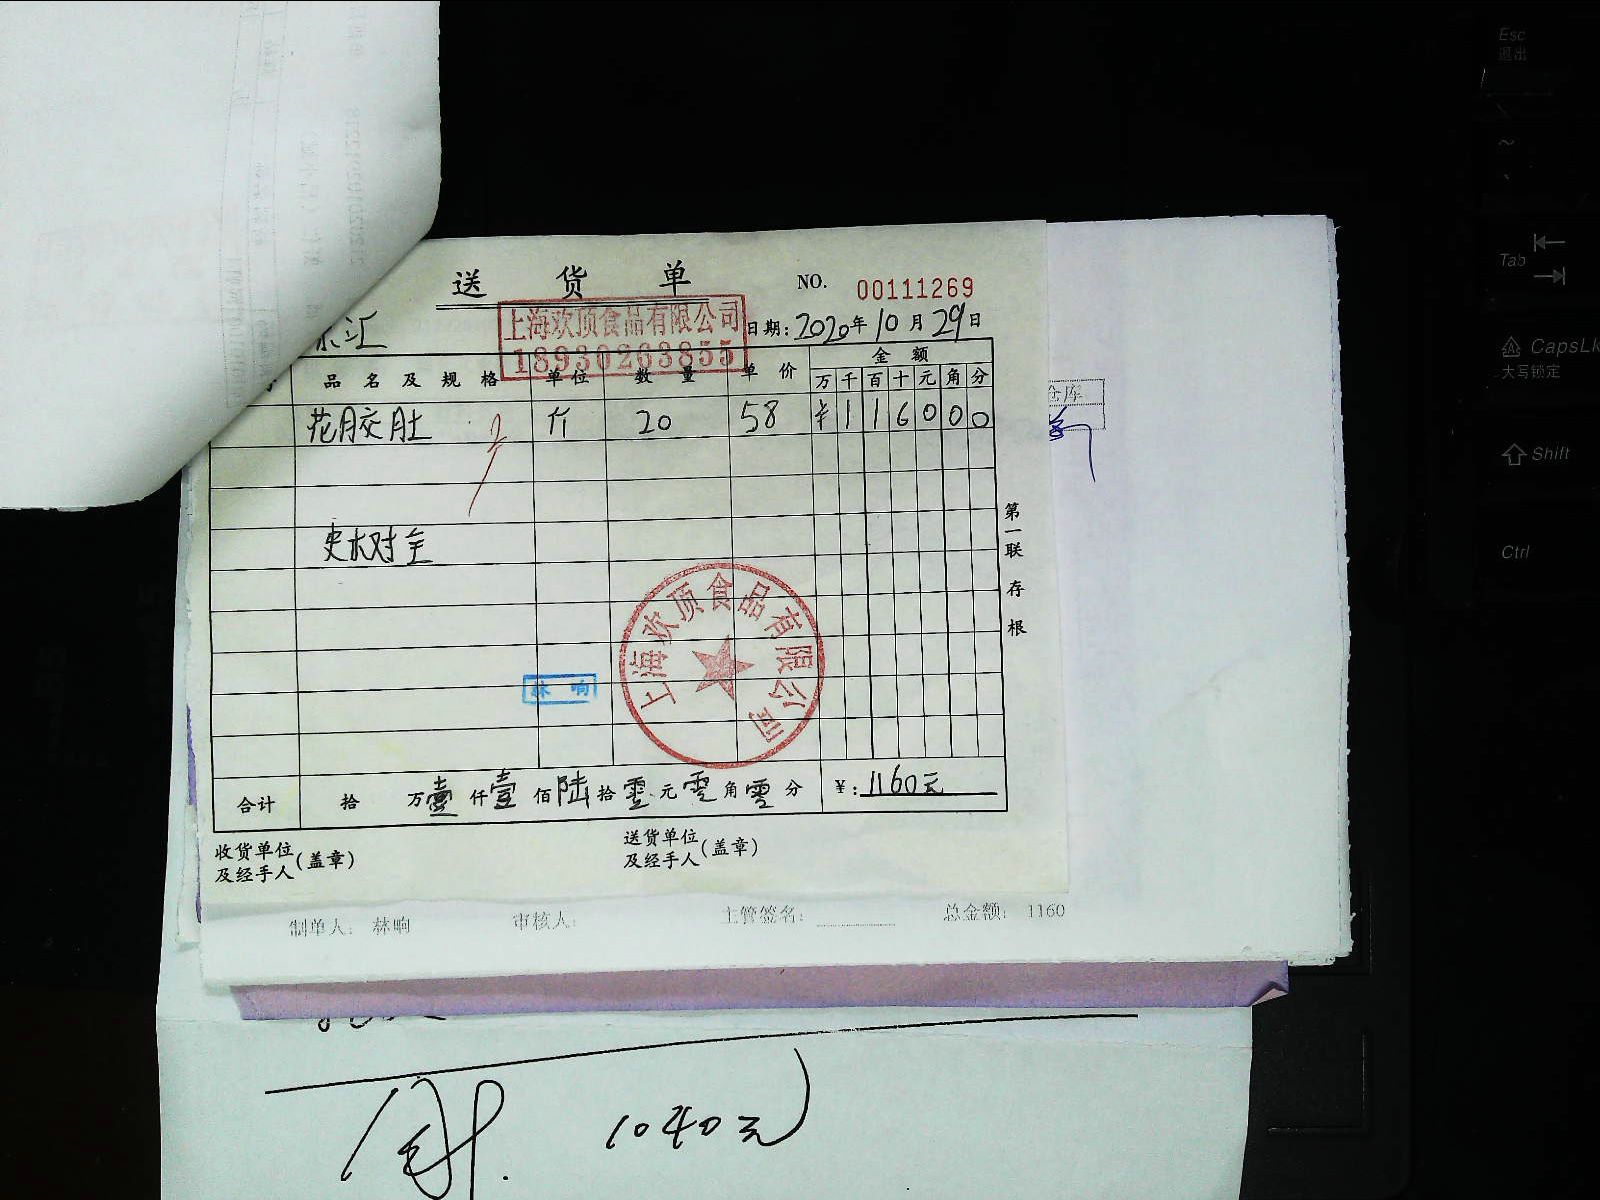 送 货 单
NO. 00111269
上海欢顶食品有限公司
18930263855
日期: 2020年10月29日
品名及规格 单位 数量 单价 金额
万 千 百 十 元 角 分
花胶肚 斤 20 58 ¥ 1 1 6 0 0 0
上海欢顶食品有限公司
林响
第一联 存根
合计 拾 万壹仟壹佰陆拾零元零角零分 ¥: 1160元
收货单位及经手人(盖章)
送货单位及经手人(盖章)
制单人: 林响 审核人: 主管签名: 总金额: 1160
1040元
Esc
退出
Tab
CapsLk
大写锁定
Shift
Ctrl